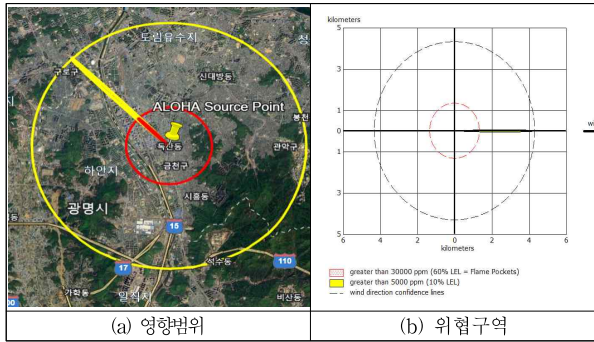 도림유수지
구로구
신대방동
ALOHA Source Point
봉천
독산동
관악구
금천구
하안지
시흥동
광명시
15
17
석수동
110
가학동
일직지
비산동
(a) 영향범위
kilometers
5
3
1
0
1
3
5
6
4
2
0
2
4
6
kilometers
wi
greater than 30000 ppm (60% LEL = Flame Pockets)
greater than 5000 ppm (10% LEL)
wind direction confidence lines
(b) 위협구역